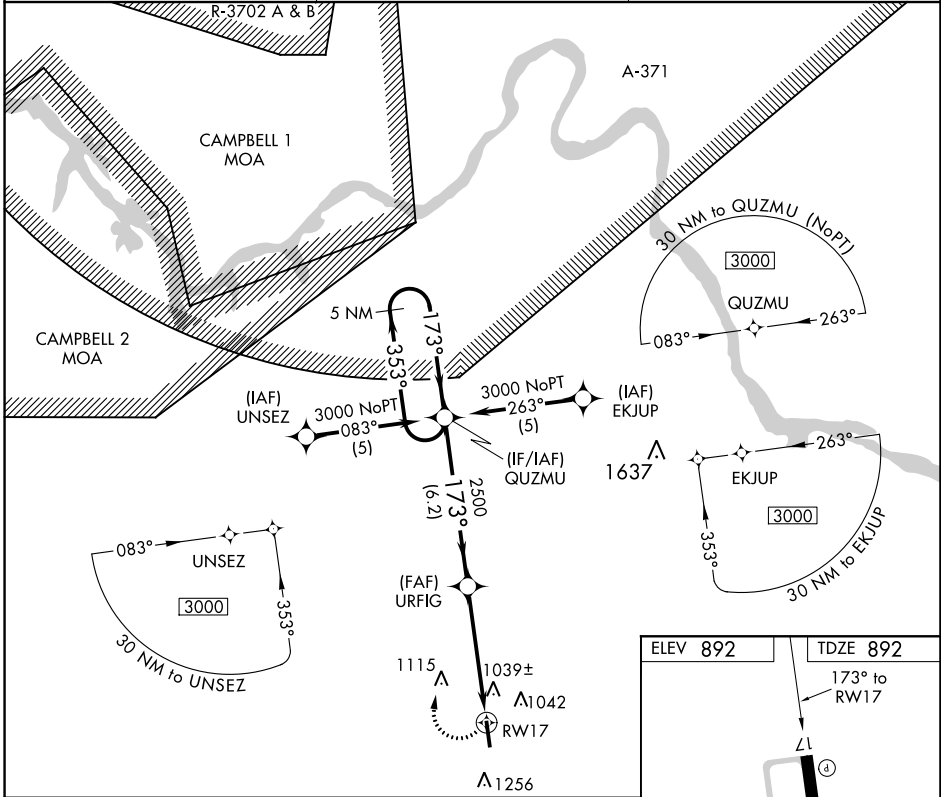 R-3702 A & B
A-371
CAMPBELL 1
MOA
30 NM to QUZMU (NoPT)
3000
QUZMU
083°
263°
5 NM
173°
353°
CAMPBELL 2
MOA
(IAF)
UNSEZ
3000 NoPT
083°
(5)
3000 NoPT
263°
(5)
(IAF)
EKJUP
(IF/IAF)
QUZMU
1637
263°
EKJUP
3000
353°
30 NM to EKJUP
2500
173°
(6.2)
083°
UNSEZ
3000
353°
30 NM to UNSEZ
(FAF)
URFIG
1115
1039±
1042
RW17
1256
ELEV 892
TDZE 892
173° to
RW17
17
P